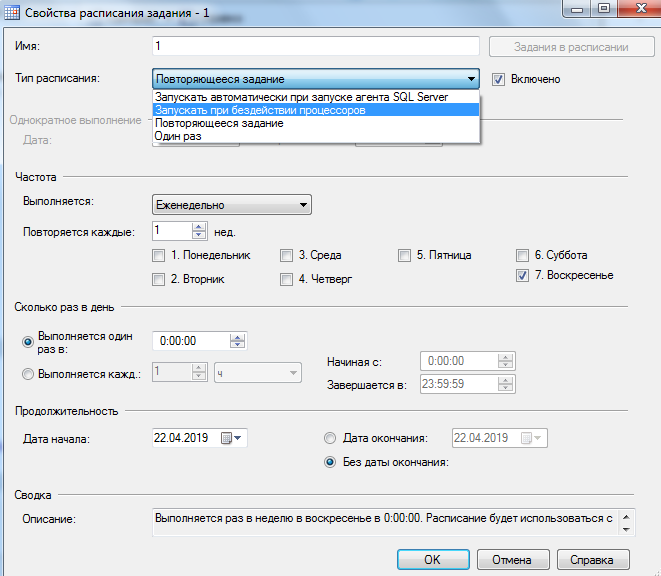 Свойства расписания задания - 1
Имя: 1 Задания в расписании
Тип расписания: Повторяющееся задание Включено
Запускать автоматически при запуске агента SQL Server
Запускать при бездействии процессоров
Однократное выполнение
Повторяющееся задание
Дата: Один раз
Частота
Выполняется: Еженедельно
Повторяется каждые: 1 нед.
1. Понедельник 3. Среда 5. Пятница 6. Суббота
2. Вторник 4. Четверг 7. Воскресенье
Сколько раз в день
Выполняется один раз в: 0:00:00
Начиная с: 0:00:00
Выполняется кажд.: 1 ч
Завершается в: 23:59:59
Продолжительность
Дата начала: 22.04.2019 Дата окончания: 22.04.2019
Без даты окончания:
Сводка
Описание: Выполняется раз в неделю в воскресенье в 0:00:00. Расписание будет использоваться с
OK Отмена Справка